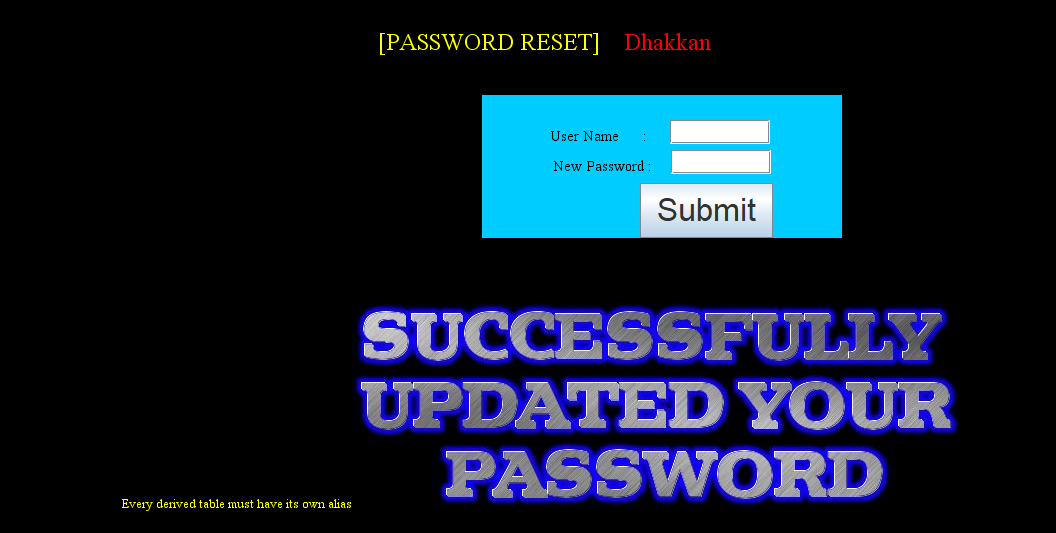 [PASSWORD RESET] Dhakkan
User Name :
New Password :
Submit
SUCCESSFULLY
UPDATED YOUR
PASSWORD
Every derived table must have its own alias